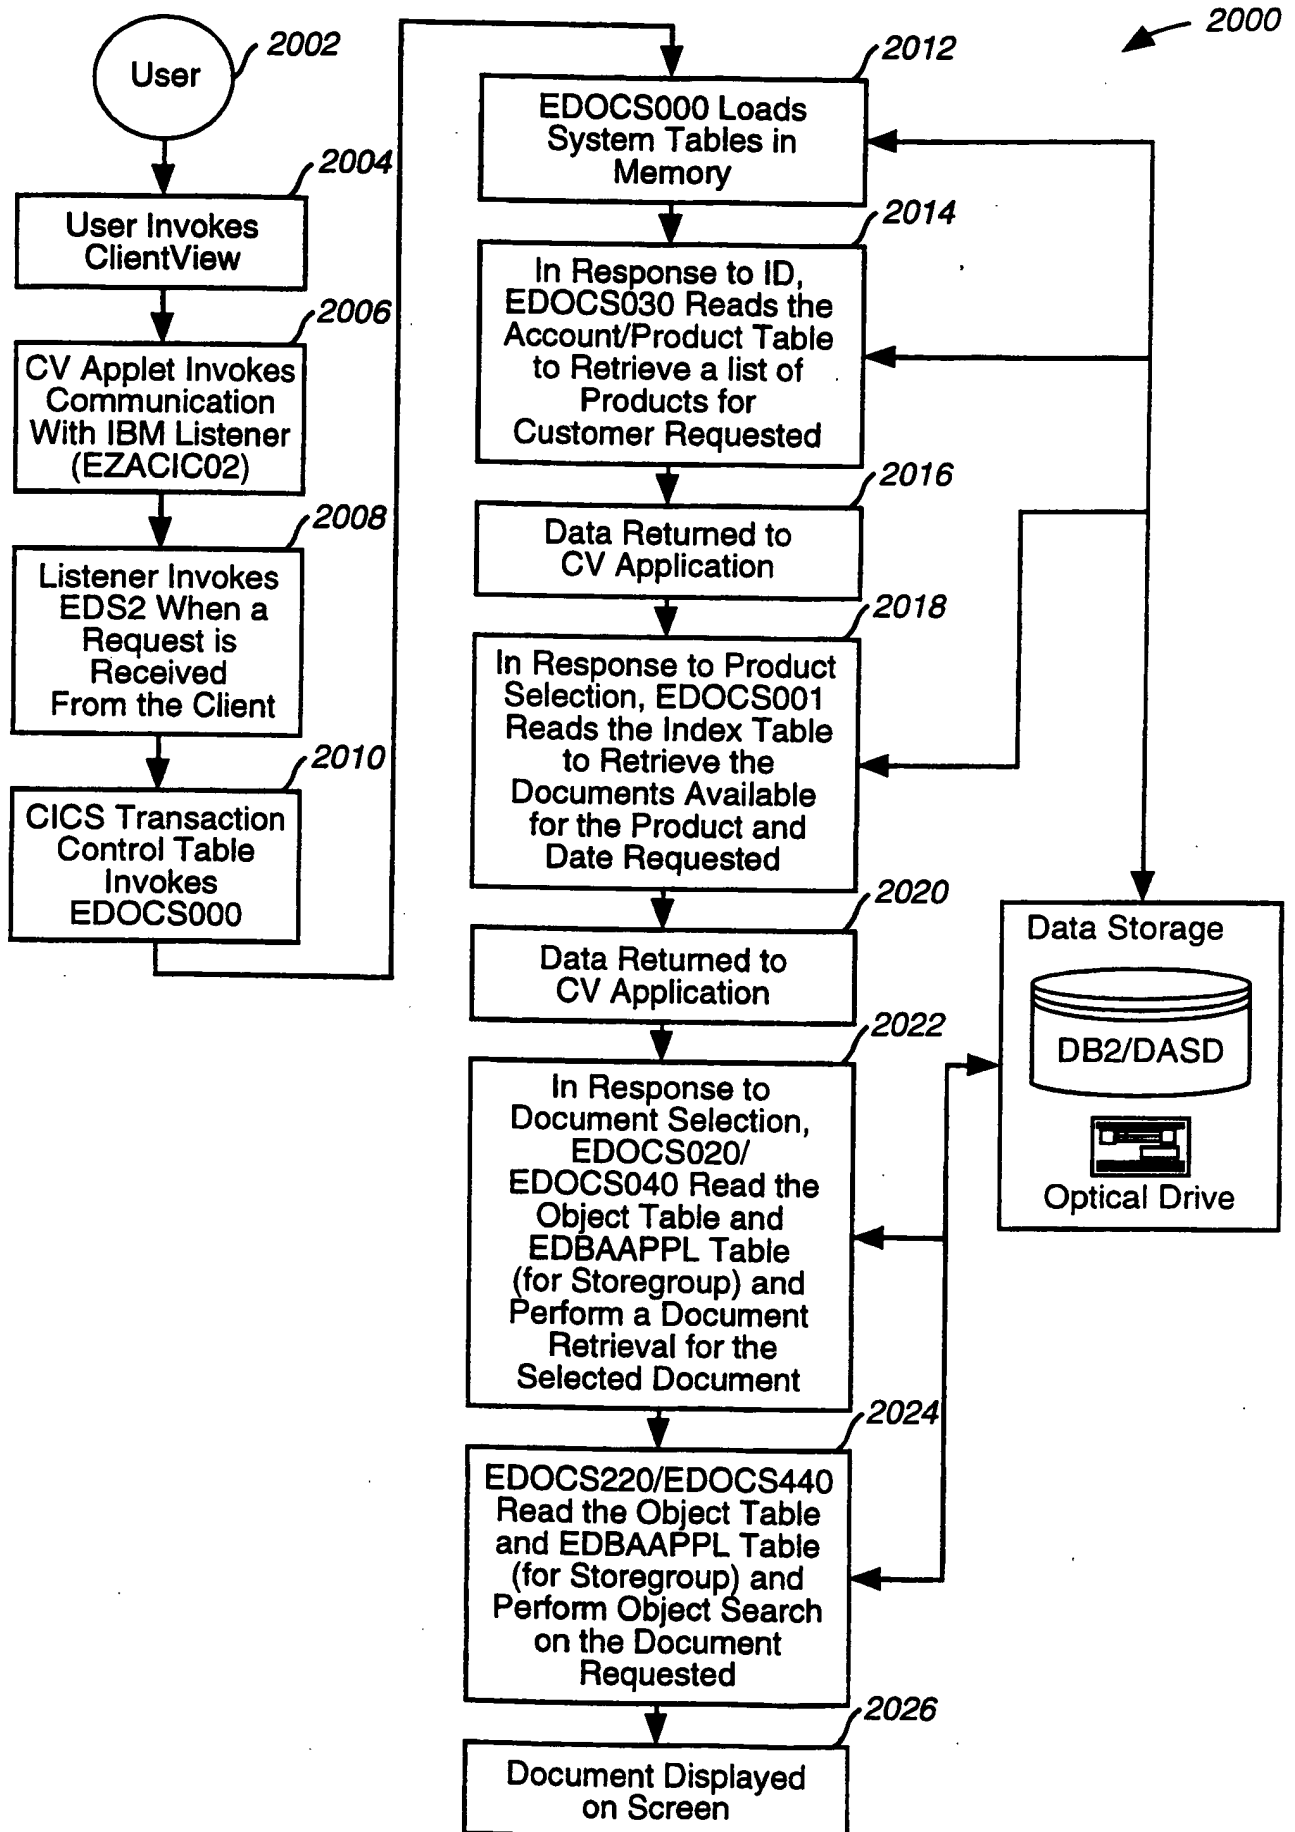 2000
User
2002
2004
User Invokes
ClientView
2006
CV Applet Invokes
Communication
With IBM Listener
(EZACIC02)
2008
Listener Invokes
EDS2 When a
Request is
Received
From the Client
2010
CICS Transaction
Control Table
Invokes
EDOCS000
2012
EDOCS000 Loads
System Tables in
Memory
2014
In Response to ID,
EDOCS030 Reads the
Account/Product Table
to Retrieve a list of
Products for
Customer Requested
2016
Data Returned to
CV Application
2018
In Response to Product
Selection, EDOCS001
Reads the Index Table
to Retrieve the
Documents Available
for the Product and
Date Requested
2020
Data Returned to
CV Application
2022
In Response to
Document Selection,
EDOCS020/
EDOCS040 Read the
Object Table and
EDBAAPPL Table
(for Storegroup) and
Perform a Document
Retrieval for the
Selected Document
2024
EDOCS220/EDOCS440
Read the Object Table
and EDBAAPPL Table
(for Storegroup) and
Perform Object Search
on the Document
Requested
2026
Document Displayed
on Screen
Data Storage
DB2/DASD
Optical Drive